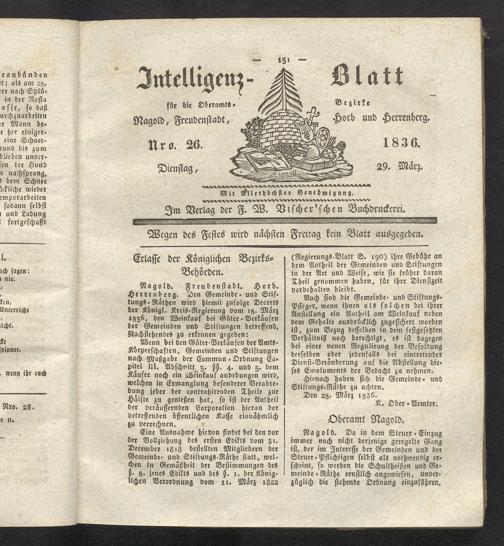 — 151 —
Intelligenz- Blatt
für die Oberamts- Bezirke
Nagold, Freudenstadt, Horb und Herrenberg.
Nro. 26. 1836.
Dienstag, 29. März.
Mit Allerhöchster Genehmigung.
Im Verlag der F. W. Vischer'schen Buchdruckerei.
Wegen des Festes wird nächsten Freitag kein Blatt ausgegeben.
Erlasse der Königlichen Bezirks-
Behörden.
Nagold. Freudenstadt. Horb.
Herrenberg. Den Gemeinde- und Stif-
tungs-Räthen wird hiemit zufolge Decrets
der Königl. Kreis-Regierung vom 18. März
1836, den Weinkauf bei Güter-Verkäufen
der Gemeinden und Stiftungen betreffend,
Nachstehendes zu erkennen gegeben:
Wenn bei den Güter-Verkäufen der Amts-
Körperschaften, Gemeinden und Stiftungen
nach Maßgabe der Commun-Ordnung Ca-
pitel III. Abschnitt 3. §§. 4. und 5. dem
Käufer noch ein Weinkauf anbedungen wird,
welchen in Ermanglung besonderer Verabre-
dung jeder der contrahirenden Theile zur
Hälfte zu genießen hat, so ist der Antheil
der veräussernden Corporation hieran der
betreffenden öffentlichen Kasse einnähmlich
zu verrechnen.
Eine Ausnahme hievon findet bei den vor
der Vollziehung des ersten Edikts vom 31.
December 1818 bestellten Mitgliedern der
Gemeinde- und Stiftungs-Räthe statt, wel-
chen in Gemäßheit der Bestimmungen des
§. jenes Edikts und des §. 1. der König-
lichen Verordnung vom 11. März 1822
(Regierungs-Blatt S. 190) ihre Gebühr an
dem Antheil der Gemeinden und Stiftungen
in der Art und Weise, wie sie früher daran
Theil genommen haben, für ihre Dienstzeit
vorbehalten bleibt.
Auch sind die Gemeinde- und Stiftungs-
Pfleger, wenn ihnen als solchen bei ihrer
Anstellung ein Antheil am Weinkauf neben
dem Gehalte ausdrücklich zugesichert worden
ist, zum Bezug desselben in dem festgesetzten
Verhältniß noch berechtigt, es ist dagegen
bei einer neuen Regulirung der Besoldung
derselben oder jedenfalls bei eintretender
Dienst-Veränderung auf die Abstellung die-
ses Emoluments der Bedacht zu nehmen.
Hienach haben sich die Gemeinde- und
Stiftungs-Räthe zu achten.
Den 28. März 1836.
K. Ober-Aemter.
Oberamt Nagold.
Nagold. Da in dem Steuer-Einzug
immer noch nicht derjenige geregelte Gang
ist, der im Interesse der Gemeinden und der
Steuer-Pflichtigen selbst als nothwendig er-
scheint, so werden die Schultheißen und Ge-
meinde-Räthe ernstlich angewiesen, unver-
züglich zu Vollziehung der Ordnung einzu-